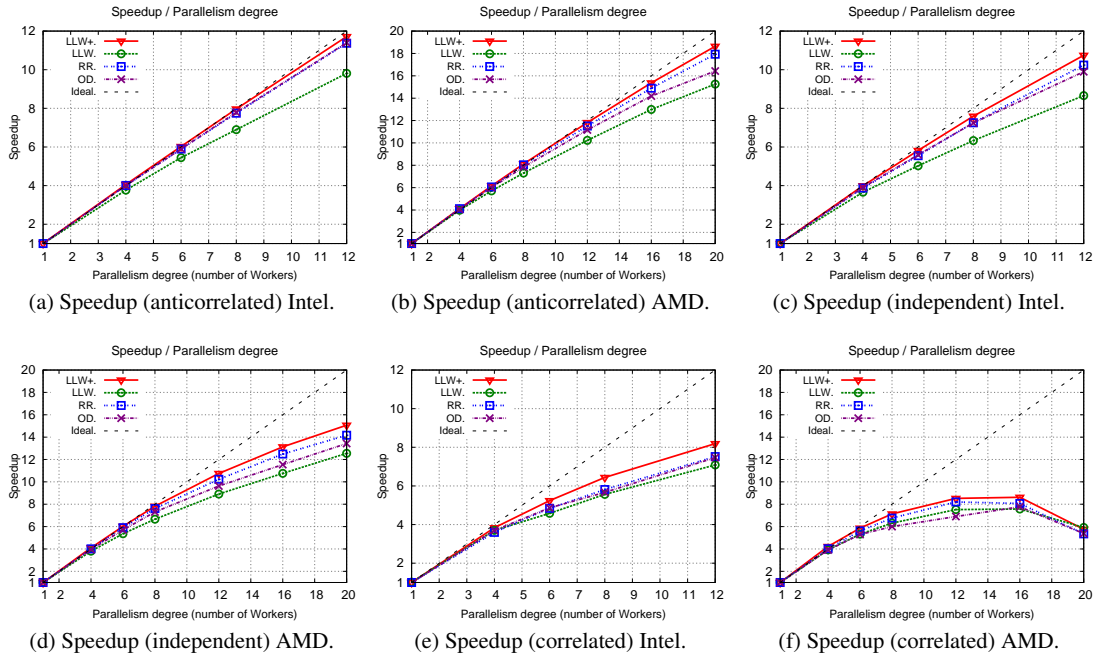 Speedup / Parallelism degree
12
10
8
6
4
2
1
LLW+.
LLW.
RR.
OD.
Ideal.
Speedup
1 2 3 4 5 6 7 8 9 10 11 12
Parallelism degree (number of Workers)
(a) Speedup (anticorrelated) Intel.
Speedup / Parallelism degree
20
18
16
14
12
10
8
6
4
2
1
LLW+.
LLW.
RR.
OD.
Ideal.
Speedup
1 2 4 6 8 10 12 14 16 18 20
Parallelism degree (number of Workers)
(b) Speedup (anticorrelated) AMD.
Speedup / Parallelism degree
12
10
8
6
4
2
1
LLW+.
LLW.
RR.
OD.
Ideal.
Speedup
1 2 3 4 5 6 7 8 9 10 11 12
Parallelism degree (number of Workers)
(c) Speedup (independent) Intel.
Speedup / Parallelism degree
20
18
16
14
12
10
8
6
4
2
1
LLW+.
LLW.
RR.
OD.
Ideal.
Speedup
1 2 4 6 8 10 12 14 16 18 20
Parallelism degree (number of Workers)
(d) Speedup (independent) AMD.
Speedup / Parallelism degree
12
10
8
6
4
2
1
LLW+.
LLW.
RR.
OD.
Ideal.
Speedup
1 2 3 4 5 6 7 8 9 10 11 12
Parallelism degree (number of Workers)
(e) Speedup (correlated) Intel.
Speedup / Parallelism degree
20
18
16
14
12
10
8
6
4
2
1
LLW+.
LLW.
RR.
OD.
Ideal.
Speedup
1 2 4 6 8 10 12 14 16 18 20
Parallelism degree (number of Workers)
(f) Speedup (correlated) AMD.